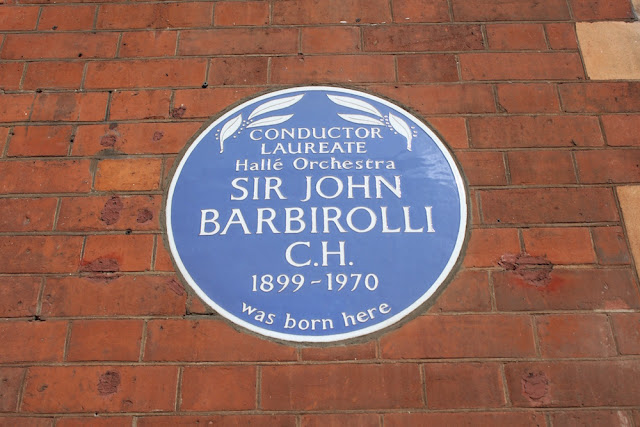 CONDUCTOR
LAUREATE
Hallé Orchestra
SIR JOHN
BARBIROLLI
C.H.
1899-1970
was born here